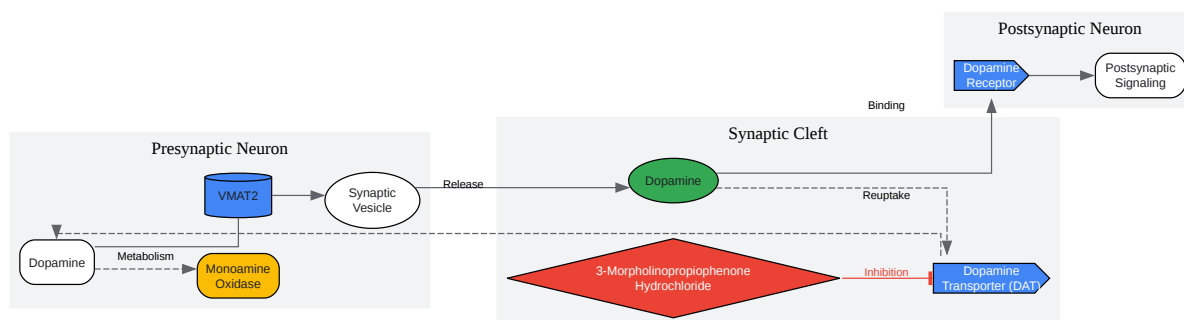 Postsynaptic Neuron
Dopamine
Receptor
Postsynaptic
Signaling
Binding
Synaptic Cleft
Presynaptic Neuron
VMAT2
Synaptic
Vesicle
Release
Dopamine
Reuptake
Dopamine
Metabolism
Monoamine
Oxidase
3-Morpholinopropiophenone
Hydrochloride
Inhibition
Dopamine
Transporter (DAT)